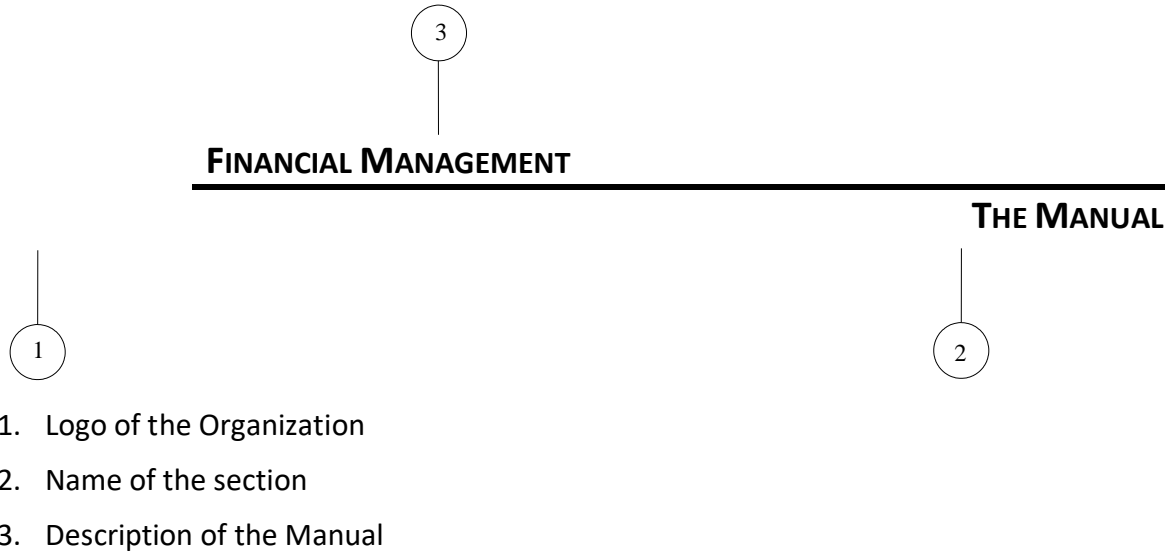 3
FINANCIAL MANAGEMENT
THE MANUAL
1
2
1. Logo of the Organization
2. Name of the section
3. Description of the Manual